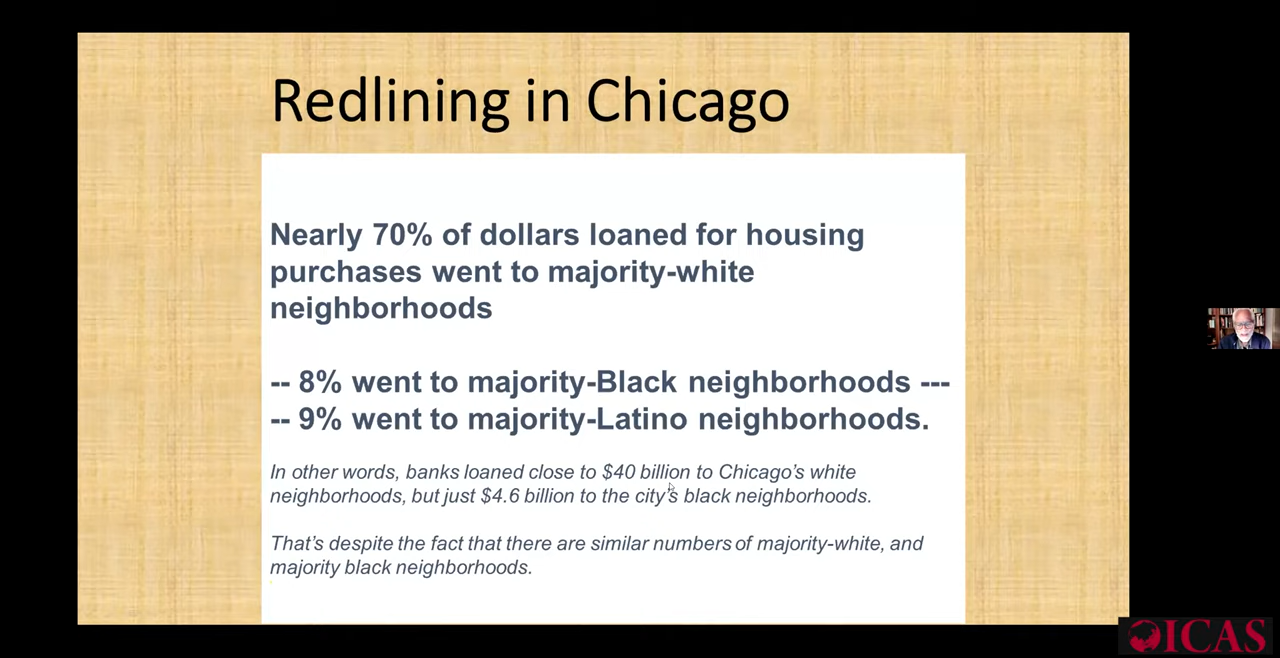 Redlining in Chicago
Nearly 70% of dollars loaned for housing
purchases went to majority-white
neighborhoods
-- 8% went to majority-Black neighborhoods ---
-- 9% went to majority-Latino neighborhoods.
In other words, banks loaned close to $40 billion to Chicago’s white
neighborhoods, but just $4.6 billion to the city’s black neighborhoods.
That’s despite the fact that there are similar numbers of majority-white, and
majority black neighborhoods.
ICAS